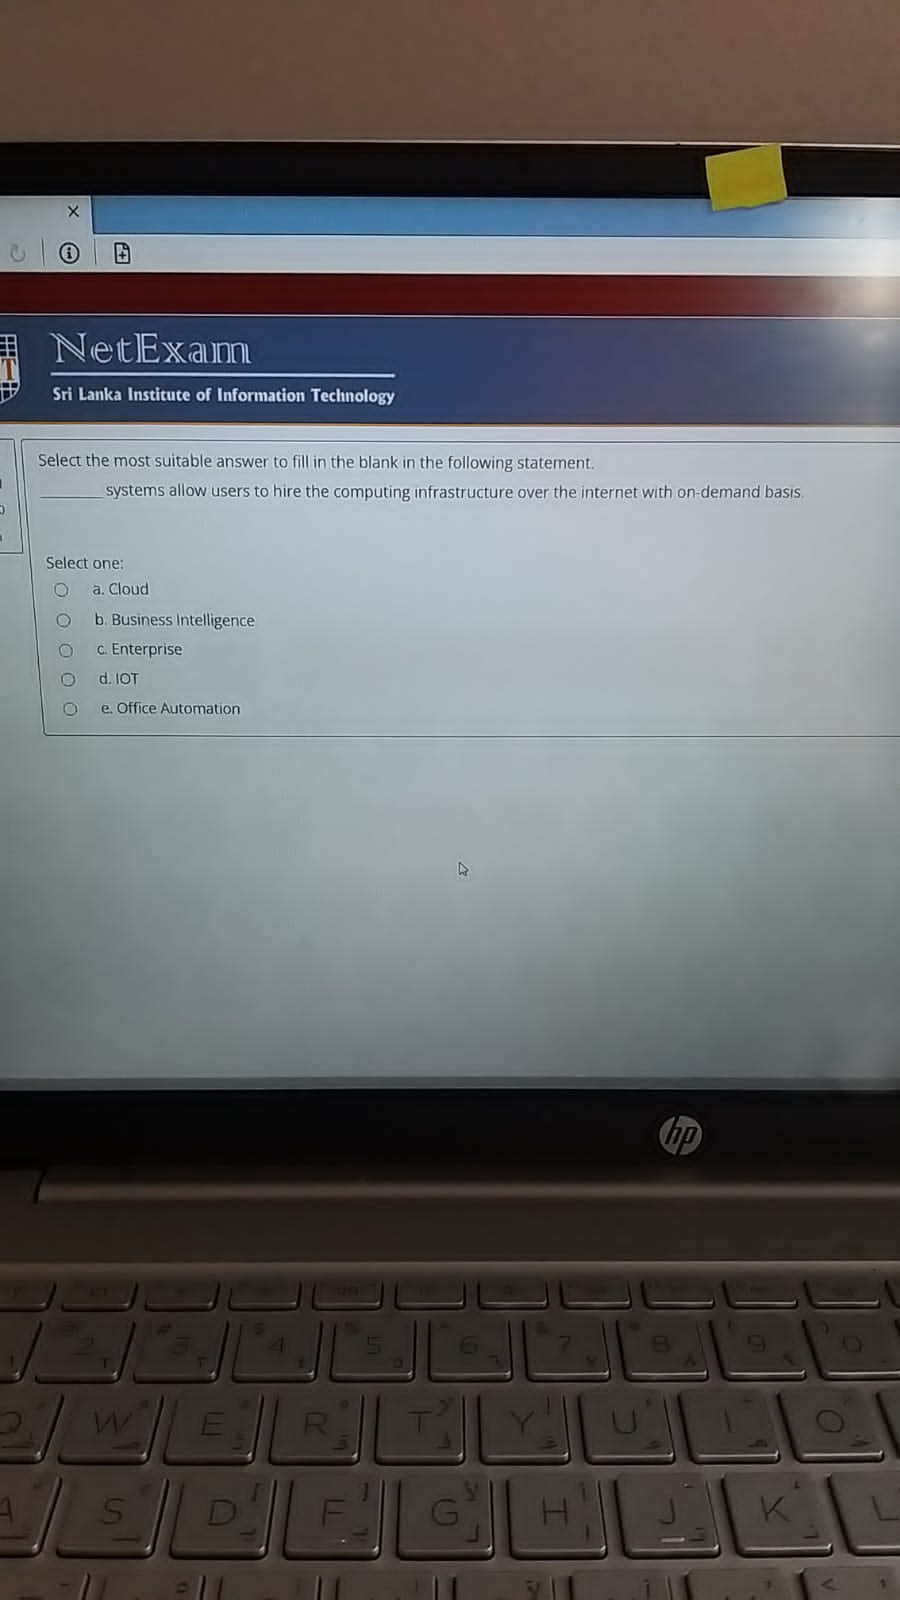 NetExam
Sri Lanka Institute of Information Technology
Select the most suitable answer to fill in the blank in the following statement.
______ systems allow users to hire the computing infrastructure over the internet with on-demand basis.
Select one:
a. Cloud
b. Business Intelligence
c. Enterprise
d. IOT
e. Office Automation
hp
2 3 4 5 6 7 8 9 0
W E R T Y U I O
A S D F G H J K L